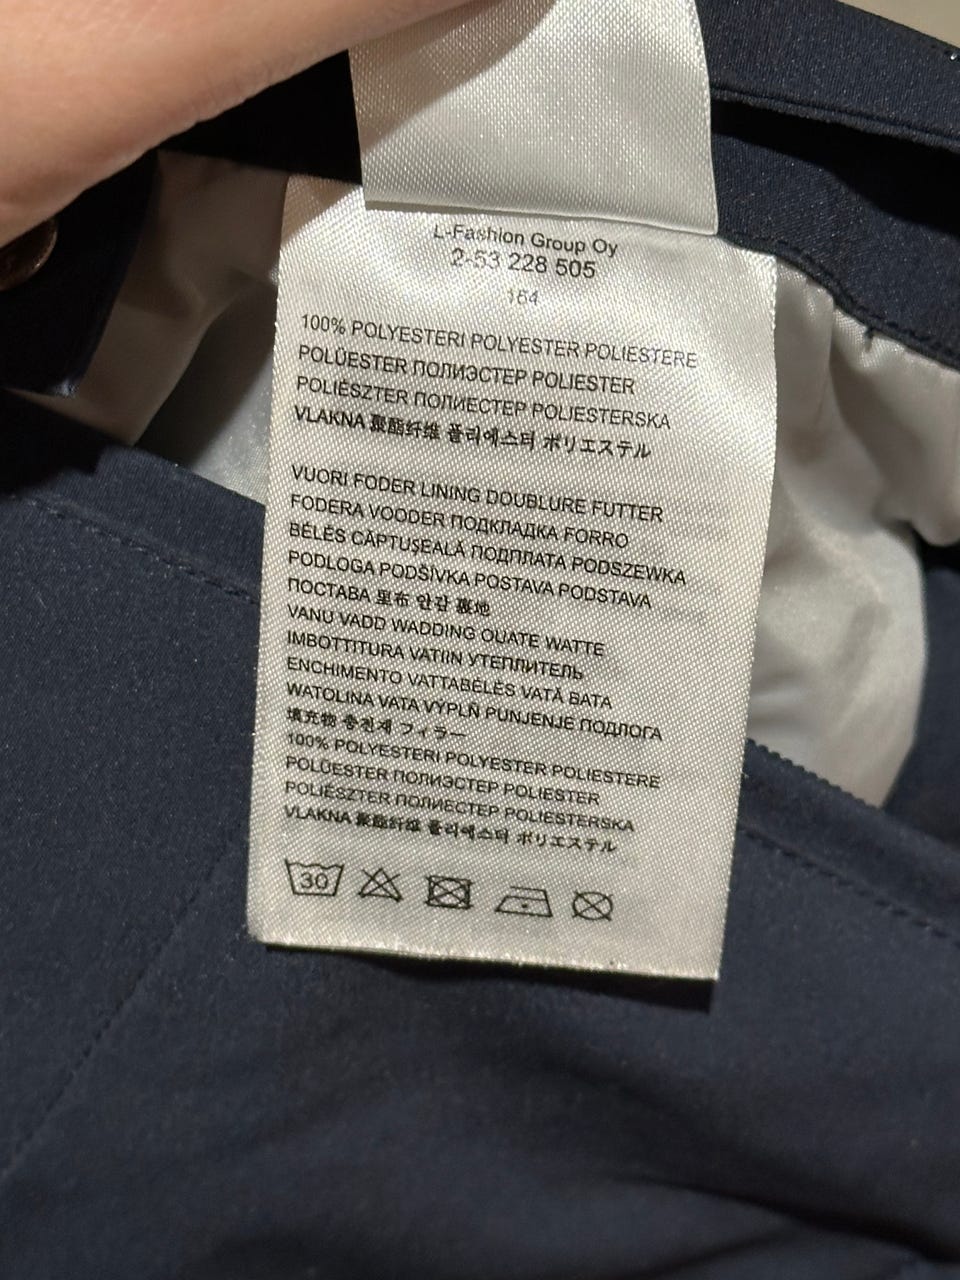 L-Fashion Group Oy
2-53 228 505
164
100% POLYESTERI POLYESTER POLIESTERE
POLÜESTER ПОЛИЭСТЕР POLIESTER
POLIÉSZTER ПОЛИЕСТЕР POLIESTERSKA
VLAKNA 聚酯纤维 폴리에스터 ポリエステル
VUORI FODER LINING DOUBLURE FUTTER
FODERA VOODER ПОДКЛАДКА FORRO
BÉLÉS CĂPTUŞEALĂ ПОДПЛАТА PODSZEWKA
PODLOGA PODŠÍVKA POSTAVA PODSTAVA
ПОСТАВА 里布 안감 裏地
VANU VADD WADDING OUATE WATTE
IMBOTTITURA VATIIN УТЕПЛИТЕЛЬ
ENCHIMENTO VATTABÉLÉS VATĂ ВАТА
WATOLINA VATA VÝPLŇ PUNJENJE ПОДЛОГА
填充物 충전재 フィラー
100% POLYESTERI POLYESTER POLIESTERE
POLÜESTER ПОЛИЭСТЕР POLIESTER
POLIÉSZTER ПОЛИЕСТЕР POLIESTERSKA
VLAKNA 聚酯纤维 폴리에스터 ポリエステル
30